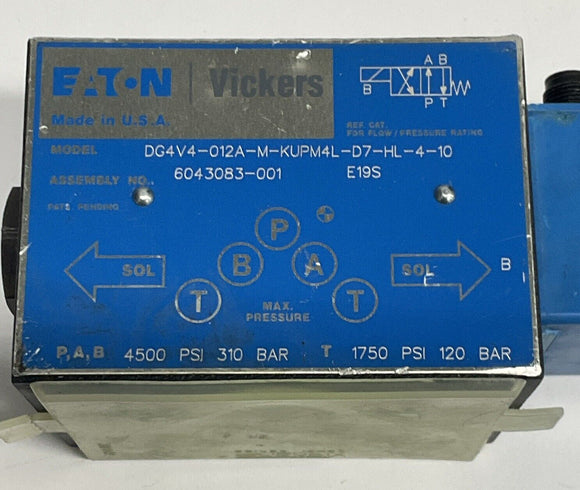 EATON | Vickers
Made in U.S.A.
A B
B
P T
REF. CAT.
FOR FLOW / PRESSURE RATING
MODEL DG4V4-012A-M-KUPM4L-D7-HL-4-10
ASSEMBLY NO. 6043083-001 E19S
PATS. PENDING
P
B A
SOL SOL B
T T
MAX.
PRESSURE
P,A,B 4500 PSI 310 BAR T 1750 PSI 120 BAR